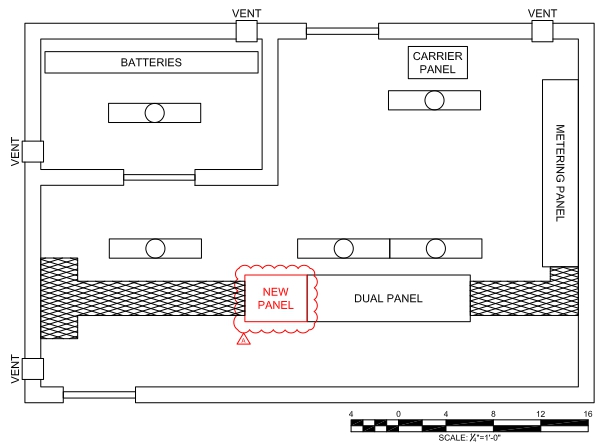 VENT
VENT
BATTERIES
CARRIER
PANEL
METERING PANEL
VENT
NEW
PANEL
DUAL PANEL
A
VENT
4 0 4 8 12 16
SCALE: ¼"=1'-0"